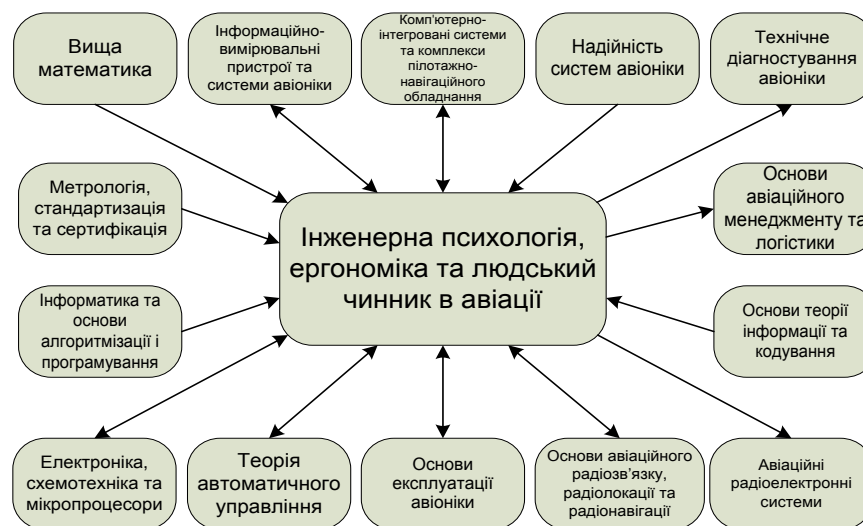 Вища
математика
Інформаційно-
вимірювальні
пристрої та
системи авіоніки
Комп'ютерно-
інтегровані системи
та комплекси
пілотажно-
навігаційного
обладнання
Надійність
систем авіоніки
Технічне
діагностування
авіоніки
Метрологія,
стандартизація
та сертифікація
Інженерна психологія,
ергономіка та людський
чинник в авіації
Основи
авіаційного
менеджменту та
логістики
Інформатика та
основи
алгоритмізації і
програмування
Основи теорії
інформації та
кодування
Електроніка,
схемотехніка та
мікропроцесори
Теорія
автоматичного
управління
Основи
експлуатації
авіоніки
Основи авіаційного
радіозв’язку,
радіолокації та
радіонавігації
Авіаційні
радіоелектронні
системи